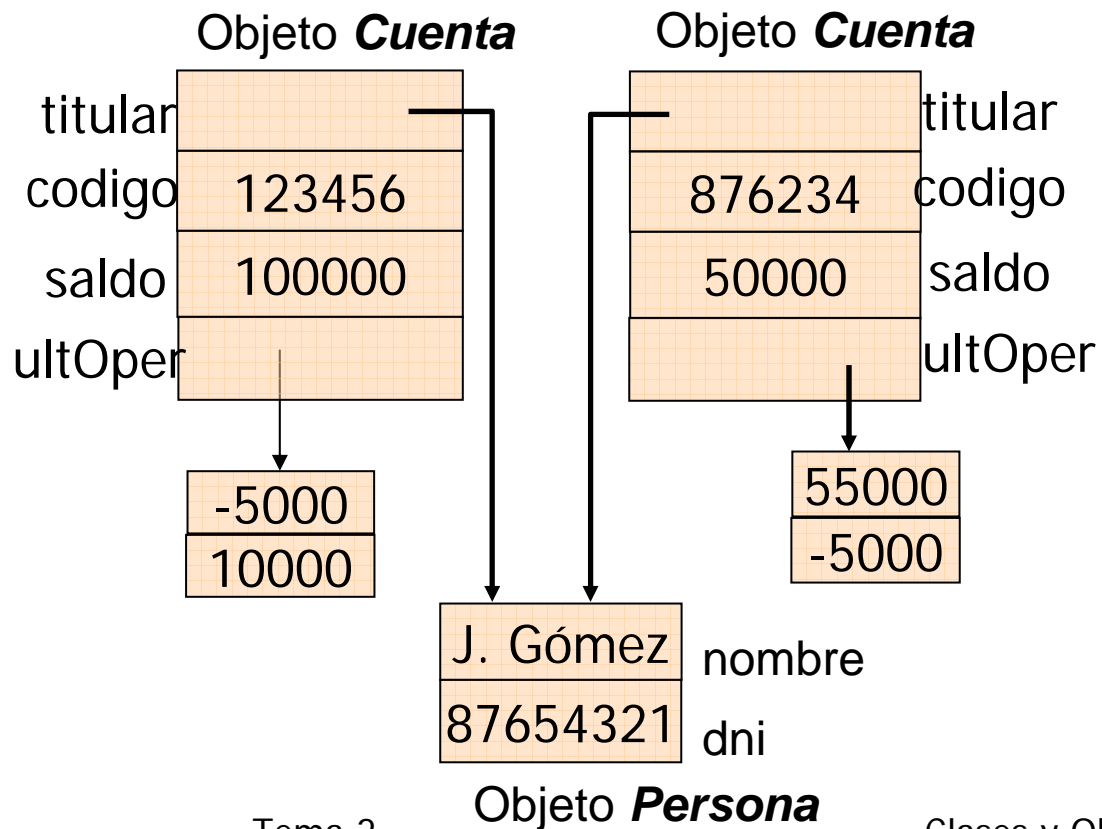 Objeto Cuenta
Objeto Cuenta
titular
titular
codigo 123456
876234 codigo
saldo 100000
50000 saldo
ultOper
ultOper
-5000
10000
55000
-5000
J. Gómez nombre
87654321 dni
Objeto Persona